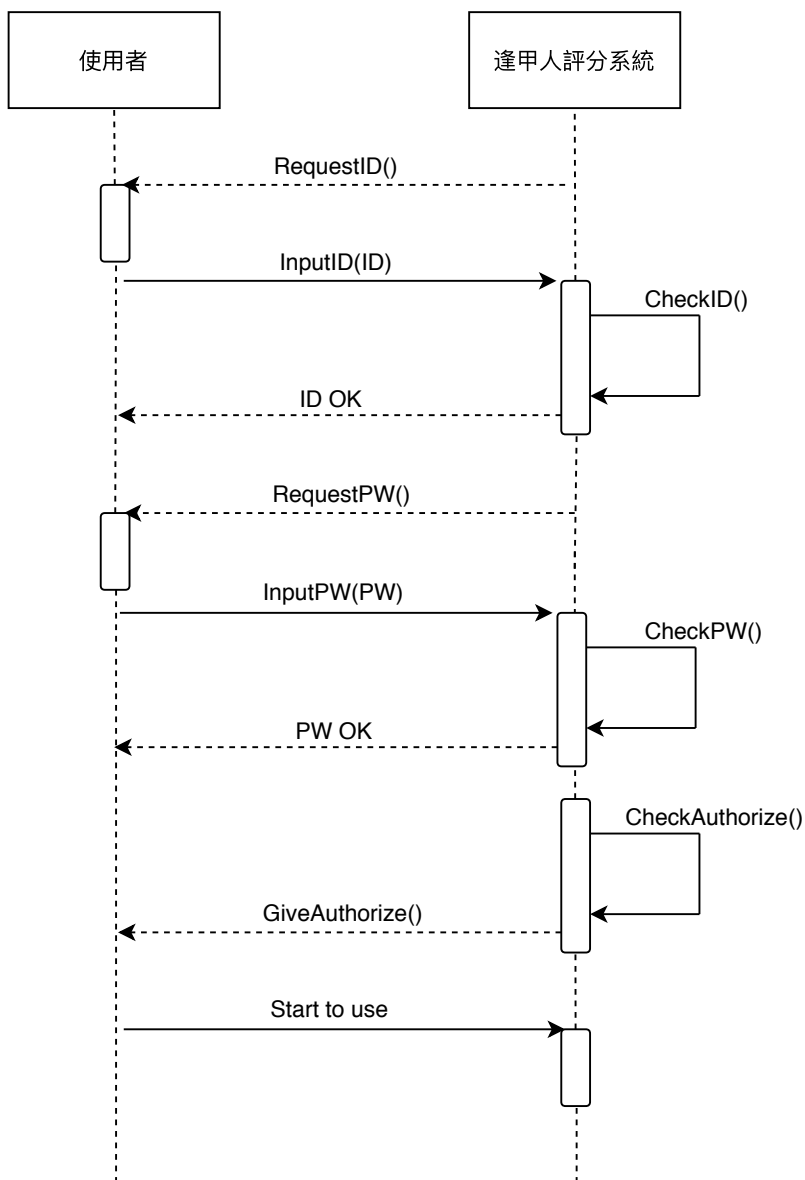 使用者
逢甲人評分系統
RequestID()
InputID(ID)
CheckID()
ID OK
RequestPW()
InputPW(PW)
CheckPW()
PW OK
CheckAuthorize()
GiveAuthorize()
Start to use